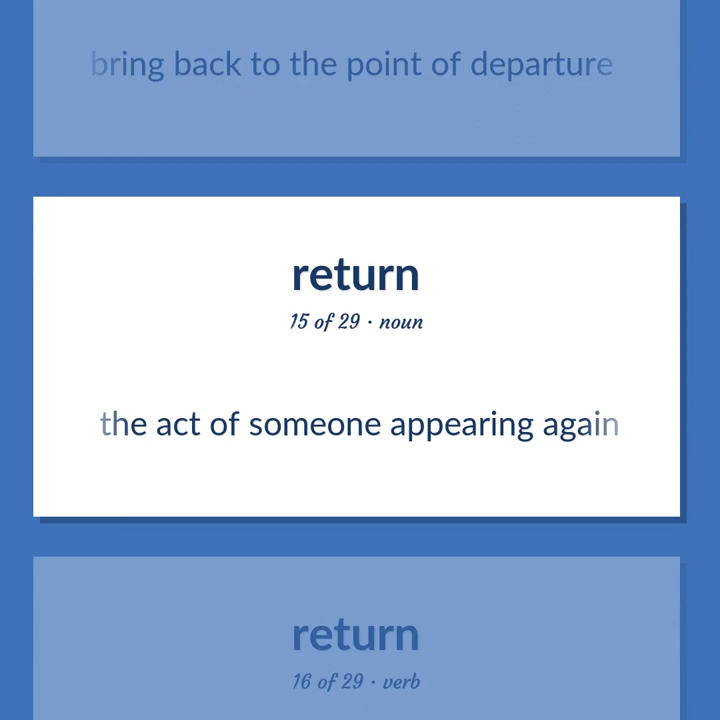 bring back to the point of departure
return
15 of 29 · noun
the act of someone appearing again
return
16 of 29 · verb